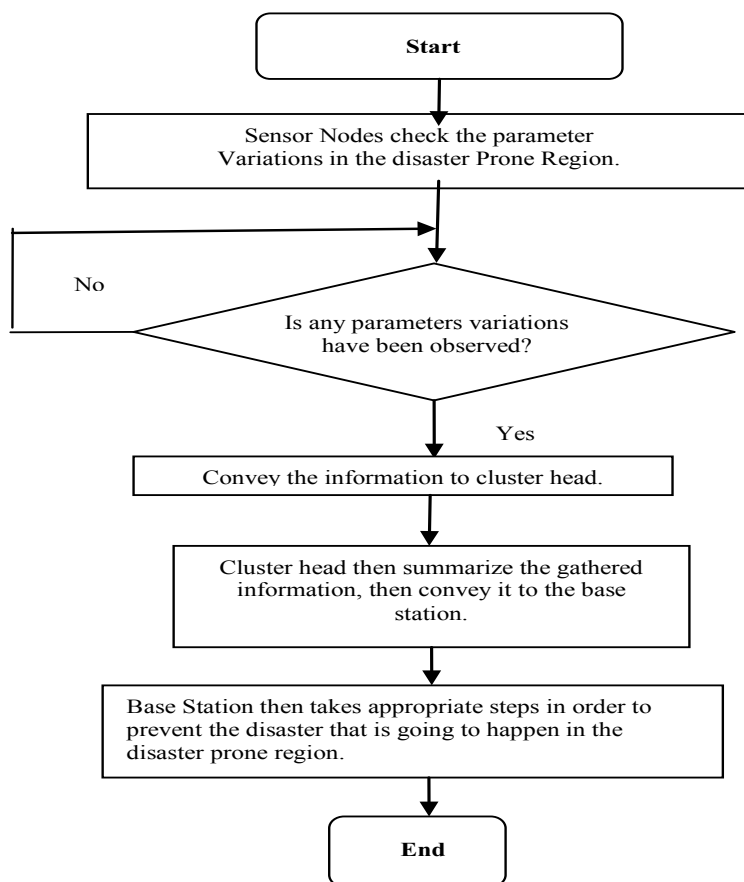 Start
Sensor Nodes check the parameter
Variations in the disaster Prone Region.
No
Is any parameters variations
have been observed?
Yes
Convey the information to cluster head.
Cluster head then summarize the gathered
information, then convey it to the base
station.
Base Station then takes appropriate steps in order to
prevent the disaster that is going to happen in the
disaster prone region.
End